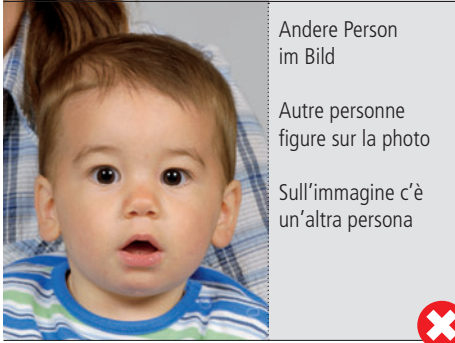 Andere Person
im Bild
Autre personne
figure sur la photo
Sull’immagine c’è
un’altra persona